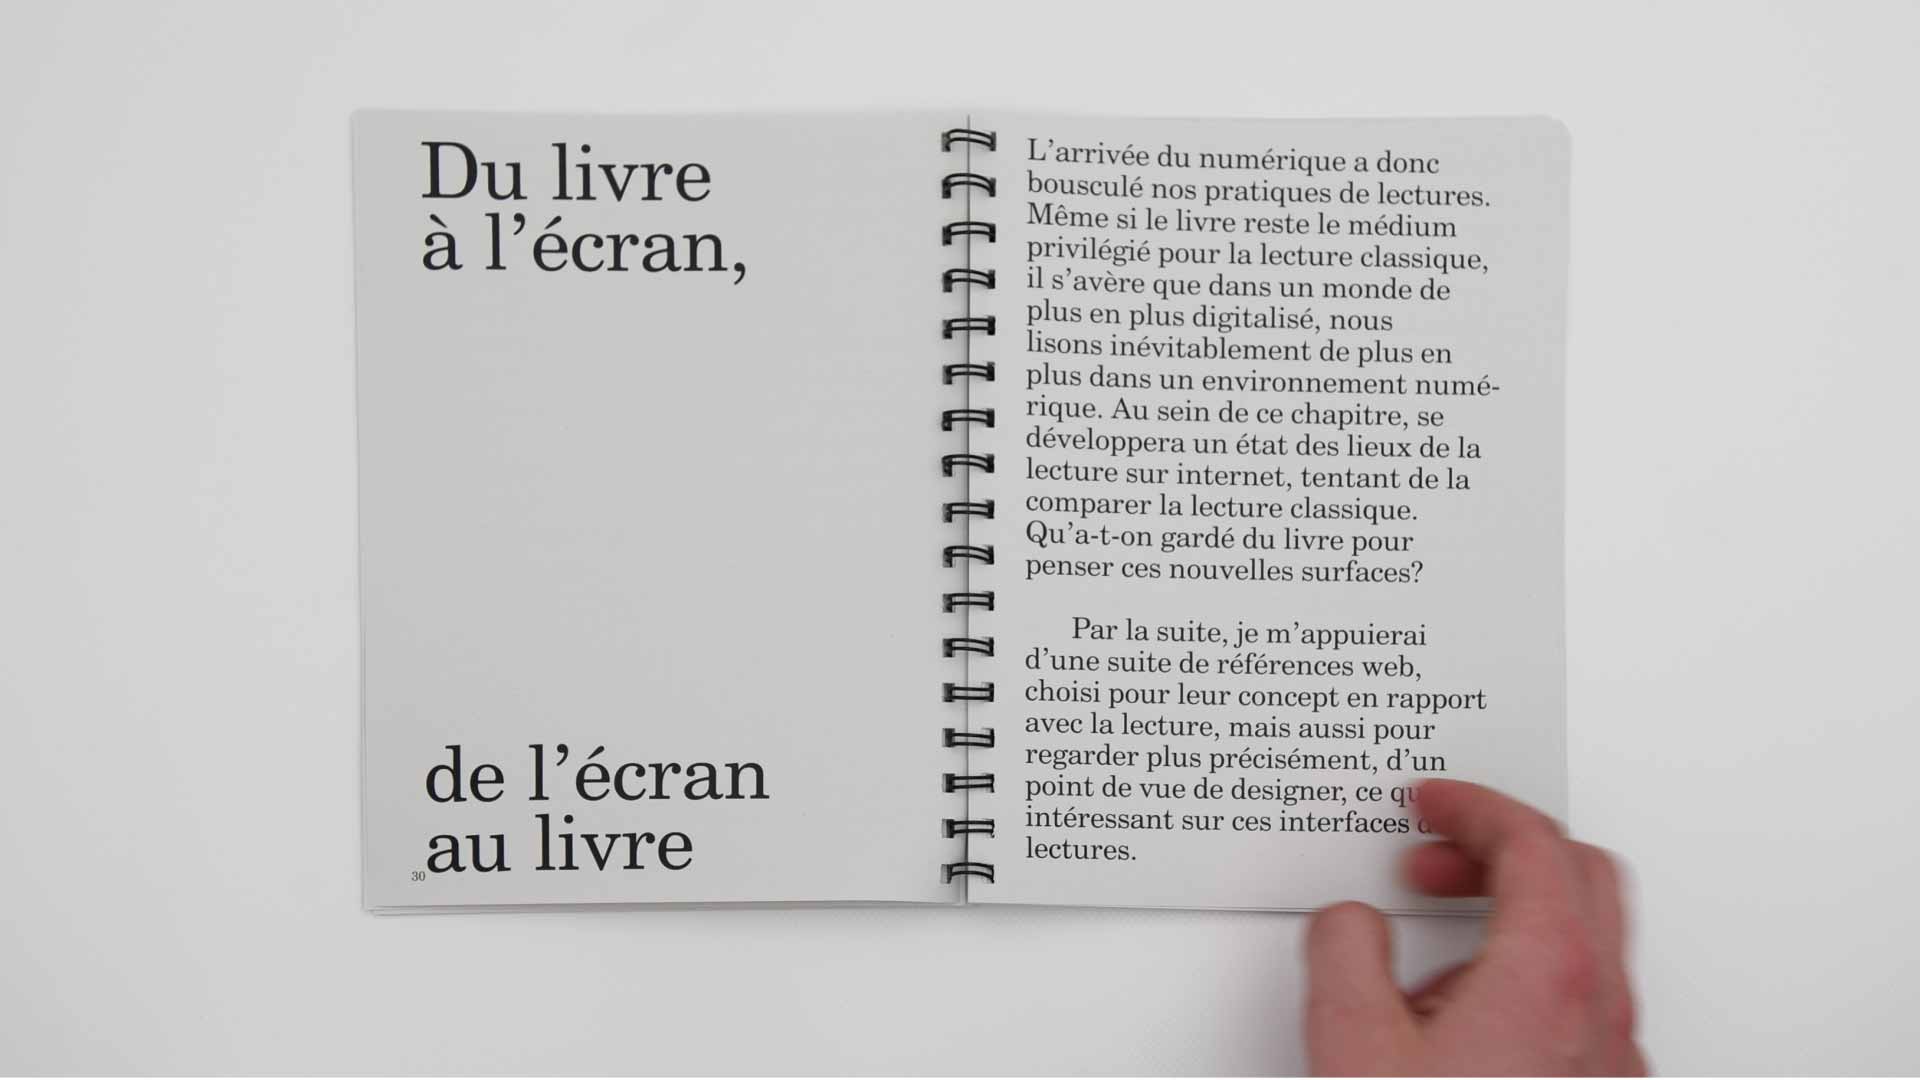 Du livre
à l’écran,
de l’écran
au livre
30
L’arrivée du numérique a donc
bousculé nos pratiques de lectures.
Même si le livre reste le médium
privilégié pour la lecture classique,
il s’avère que dans un monde de
plus en plus digitalisé, nous
lisons inévitablement de plus en
plus dans un environnement numé-
rique. Au sein de ce chapitre, se
développera un état des lieux de la
lecture sur internet, tentant de la
comparer la lecture classique.
Qu’a-t-on gardé du livre pour
penser ces nouvelles surfaces?
Par la suite, je m’appuierai
d’une suite de références web,
choisi pour leur concept en rapport
avec la lecture, mais aussi pour
regarder plus précisément, d’un
point de vue de designer, ce
intéressant sur ces interfaces
lectures.